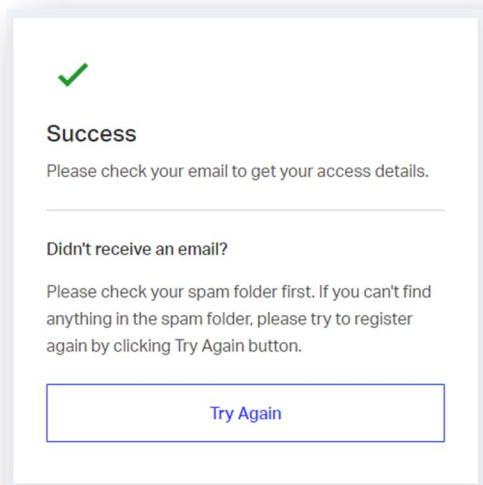 Success
Please check your email to get your access details.
Didn't receive an email?
Please check your spam folder first. If you can't find
anything in the spam folder, please try to register
again by clicking Try Again button.
Try Again